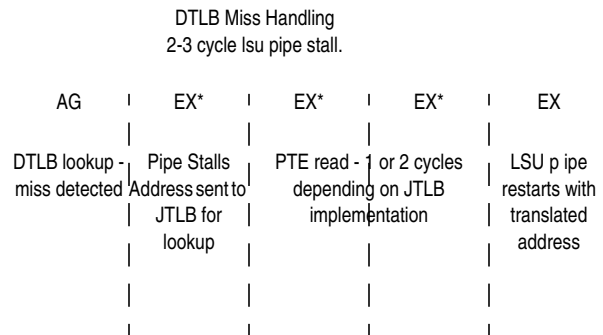 DTLB Miss Handling
2-3 cycle lsu pipe stall.
AG EX* EX* EX* EX
DTLB lookup -
miss detected
Pipe Stalls
Address sent to
JTLB for
lookup
PTE read - 1 or 2 cycles
depending on JTLB
implementation
LSU p ipe
restarts with
translated
address